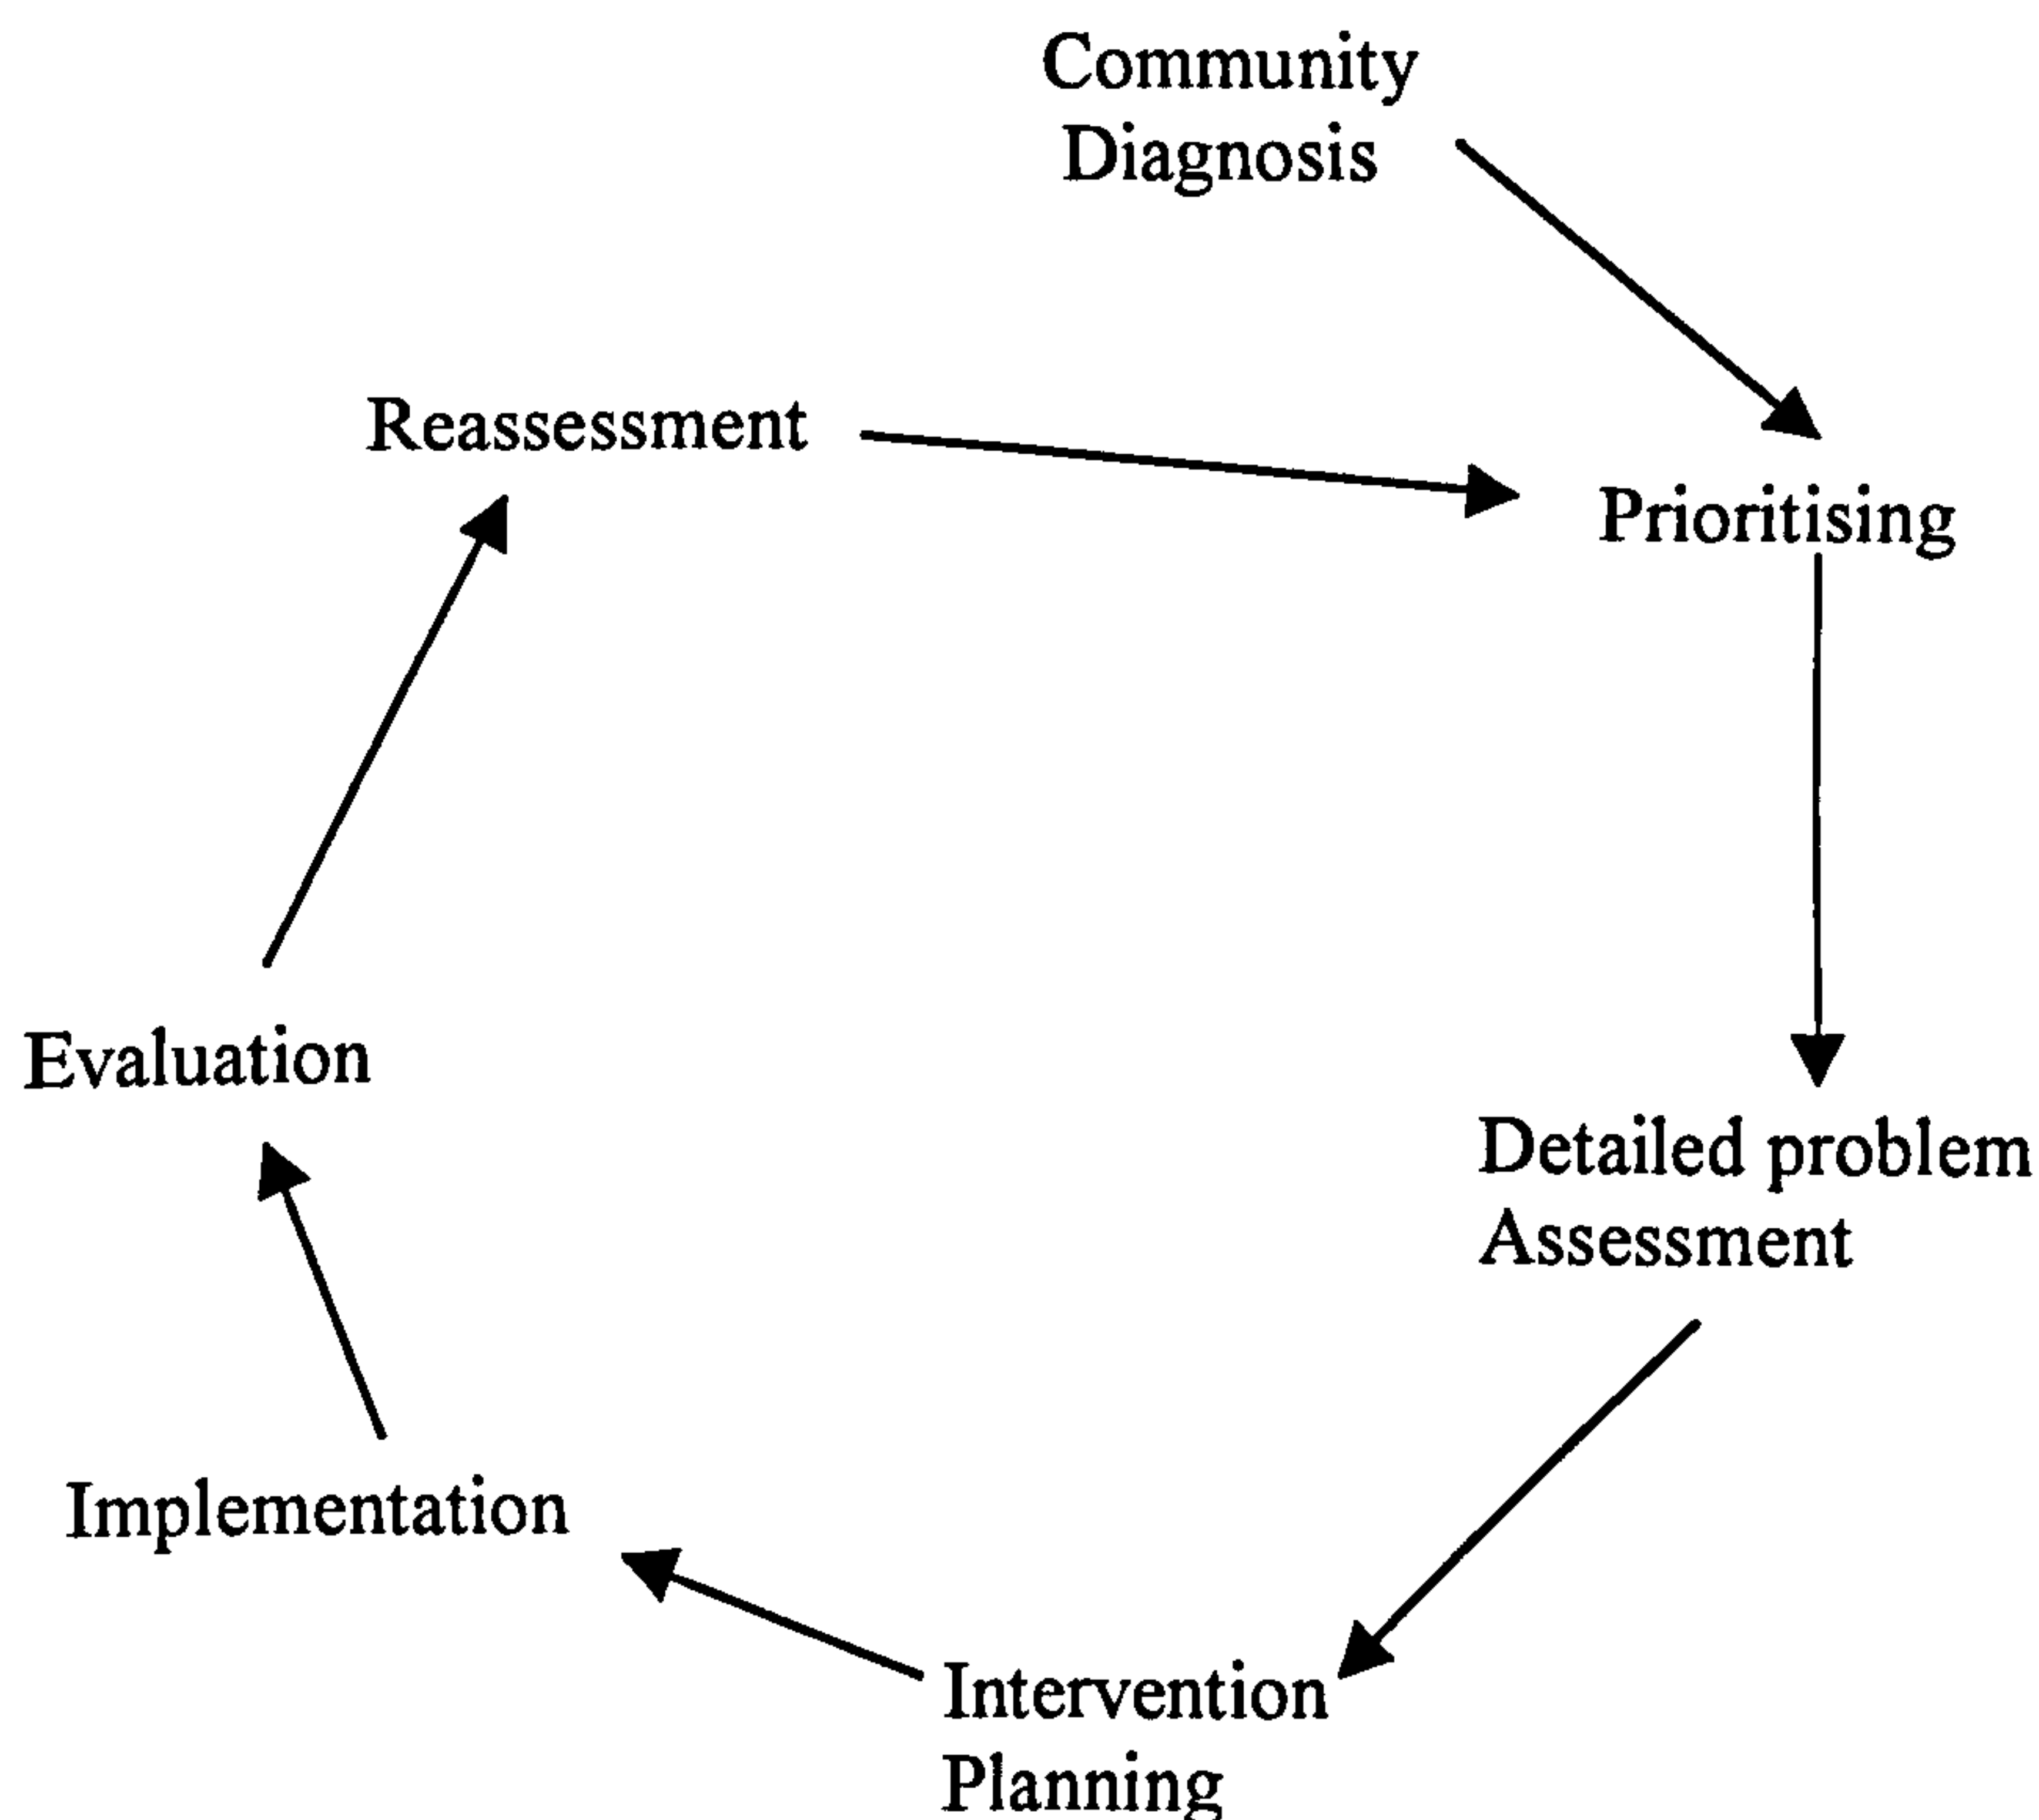 Community
Diagnosis
Reassessment
Prioritising
Evaluation
Detailed problem
Assessment
Implementation
Intervention
Planning